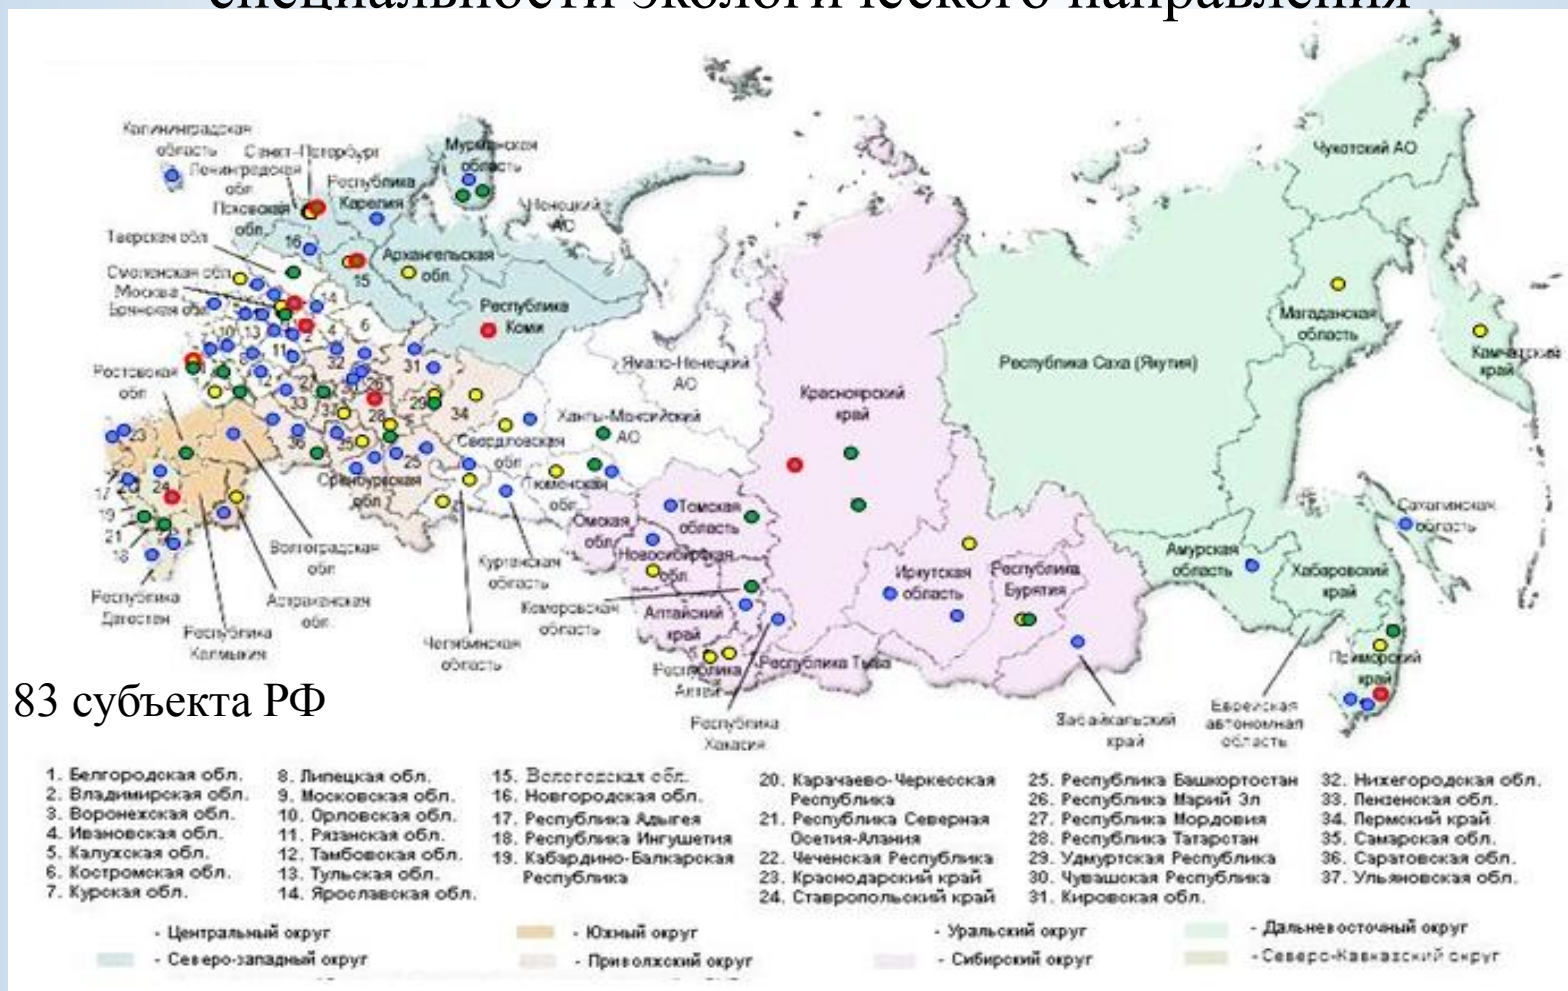 специальности экологического направления
Калининградская
область
Санкт-Петербург
Ленинградская
обл.
Псковская
обл.
Республика
Карелия
Мурманская
область
Ненецкий
АО
Тверская обл
Архангельская
обл
Смоленская обл
Москва
Брянская обл
Республика
Коми
Ростовская
обл
Ямало-Ненецкий
АО
Ханты-Мансийский
АО
Свердловская
обл
Тюменская
обл
Оренбургская
обл
Красноярский
край
Республика Саха (Якутия)
Чукотский АО
Магаданская
область
Камчатский
край
Сахалинская
область
Томская
область
Омская
обл.
Новосибирская
обл
Курганская
область
Кемеровская
область
Алтайский
край
Челябинская
область
Республика
Алтай
Республика Тыва
Республика
Хакасия
Иркутская
область
Республика
Бурятия
Забайкальский
край
Амурская
область
Хабаровский
край
Еврейская
автономная
область
Приморский
край
Волгоградская
обл
Астраханская
обл
Республика
Дагестан
Республика
Калмыкия
83 субъекта РФ
1. Белгородская обл.
2. Владимирская обл.
3. Воронежская обл.
4. Ивановская обл.
5. Калужская обл.
6. Костромская обл.
7. Курская обл.
8. Липецкая обл.
9. Московская обл.
10. Орловская обл.
11. Рязанская обл.
12. Тамбовская обл.
13. Тульская обл.
14. Ярославская обл.
15. Вологодская обл.
16. Новгородская обл.
17. Республика Адыгея
18. Республика Ингушетия
19. Кабардино-Балкарская
Республика
20. Карачаево-Черкесская
Республика
21. Республика Северная
Осетия-Алания
22. Чеченская Республика
23. Краснодарский край
24. Ставропольский край
25. Республика Башкортостан
26. Республика Марий Эл
27. Республика Мордовия
28. Республика Татарстан
29. Удмуртская Республика
30. Чувашская Республика
31. Кировская обл.
32. Нижегородская обл.
33. Пензенская обл.
34. Пермский край
35. Самарская обл.
36. Саратовская обл.
37. Ульяновская обл.
- Центральный округ
- Северо-западный округ
- Южный округ
- Приволжский округ
- Уральский округ
- Сибирский округ
- Дальневосточный округ
- Северо-Кавказский округ